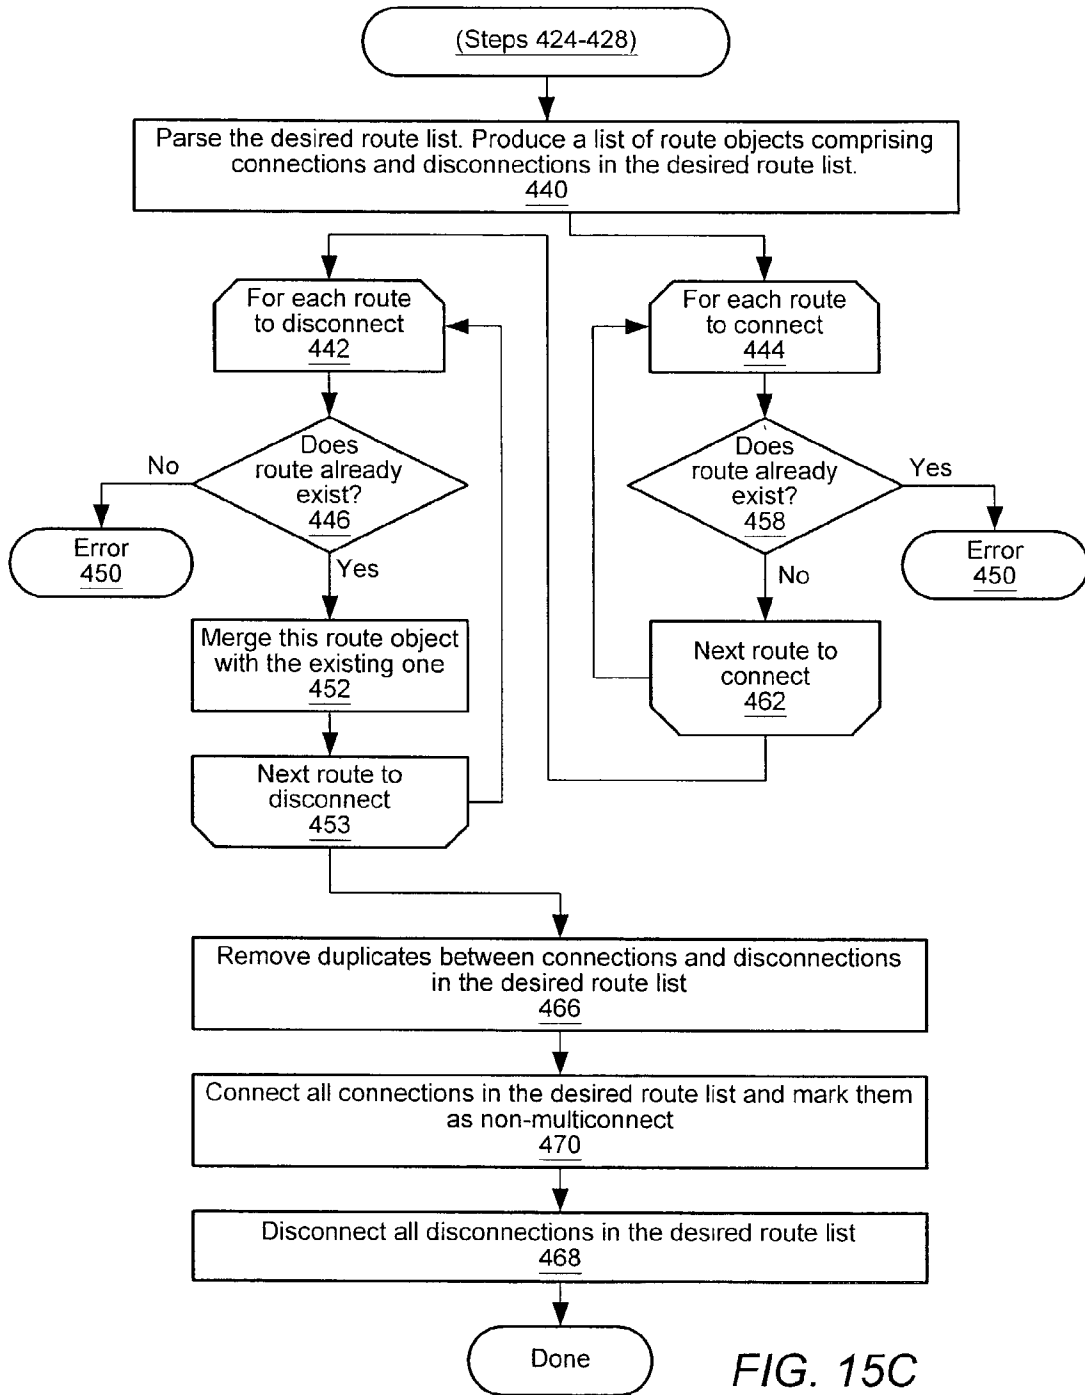 (Steps 424-428)
Parse the desired route list. Produce a list of route objects comprising
connections and disconnections in the desired route list.
440
For each route
to disconnect
442
For each route
to connect
444
Does
route already
exist?
446
No
Yes
Error
450
Does
route already
exist?
458
Yes
No
Error
450
Merge this route object
with the existing one
452
Next route to
connect
462
Next route to
disconnect
453
Remove duplicates between connections and disconnections
in the desired route list
466
Connect all connections in the desired route list and mark them
as non-multiconnect
470
Disconnect all disconnections in the desired route list
468
Done
FIG. 15C